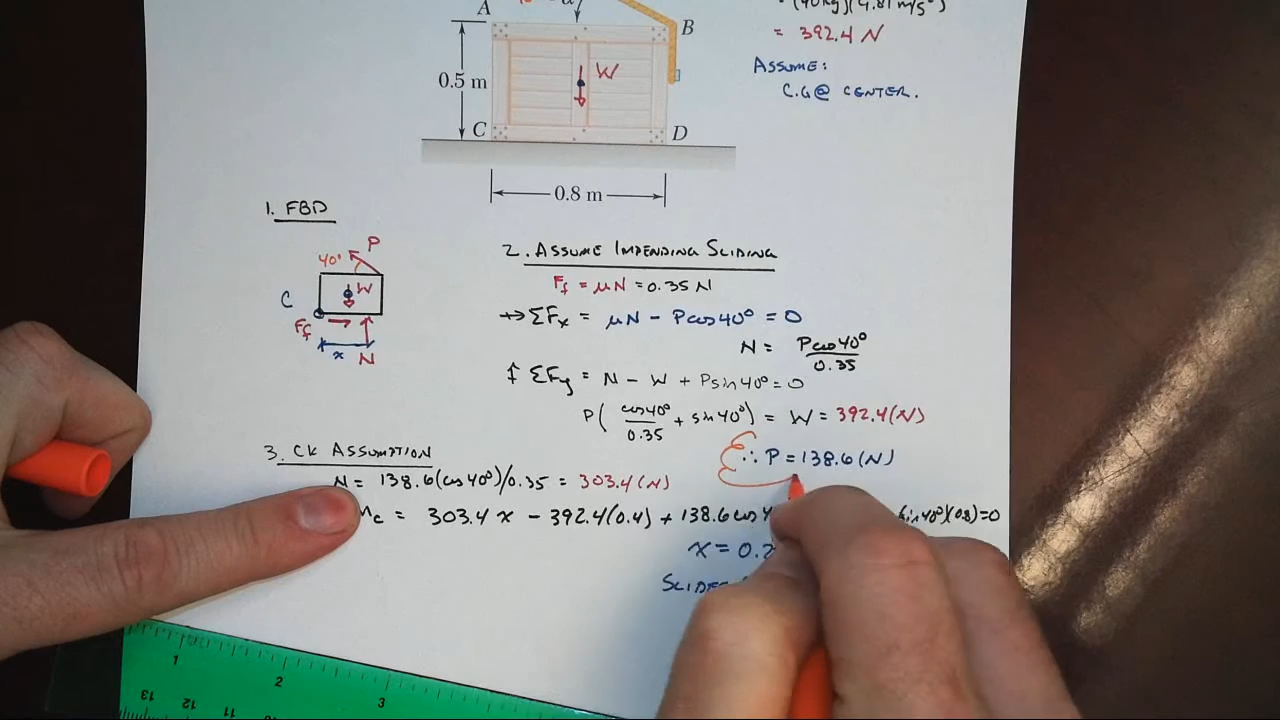 A
α
B
= 392.4 N
ASSUME:
C.G @ CENTER.
0.5 m
W
C
D
0.8 m
1. FBD
P
40°
W
C
Ff
x
N
2. ASSUME IMPENDING SLIDING
Ff = μN = 0.35 N
→ ΣFx = μN - Pcos40° = 0
N = Pcos40° / 0.35
↑ ΣFy = N - W + Psin40° = 0
P( cos40° / 0.35 + sin40° ) = W = 392.4(N)
∴ P = 138.6(N)
3. CK ASSUMPTION
N = 138.6(cos40°)/0.35 = 303.4(N)
Mc = 303.4 x - 392.4(0.4) + 138.6cos4 sin40°)(0.8)=0
x = 0.2